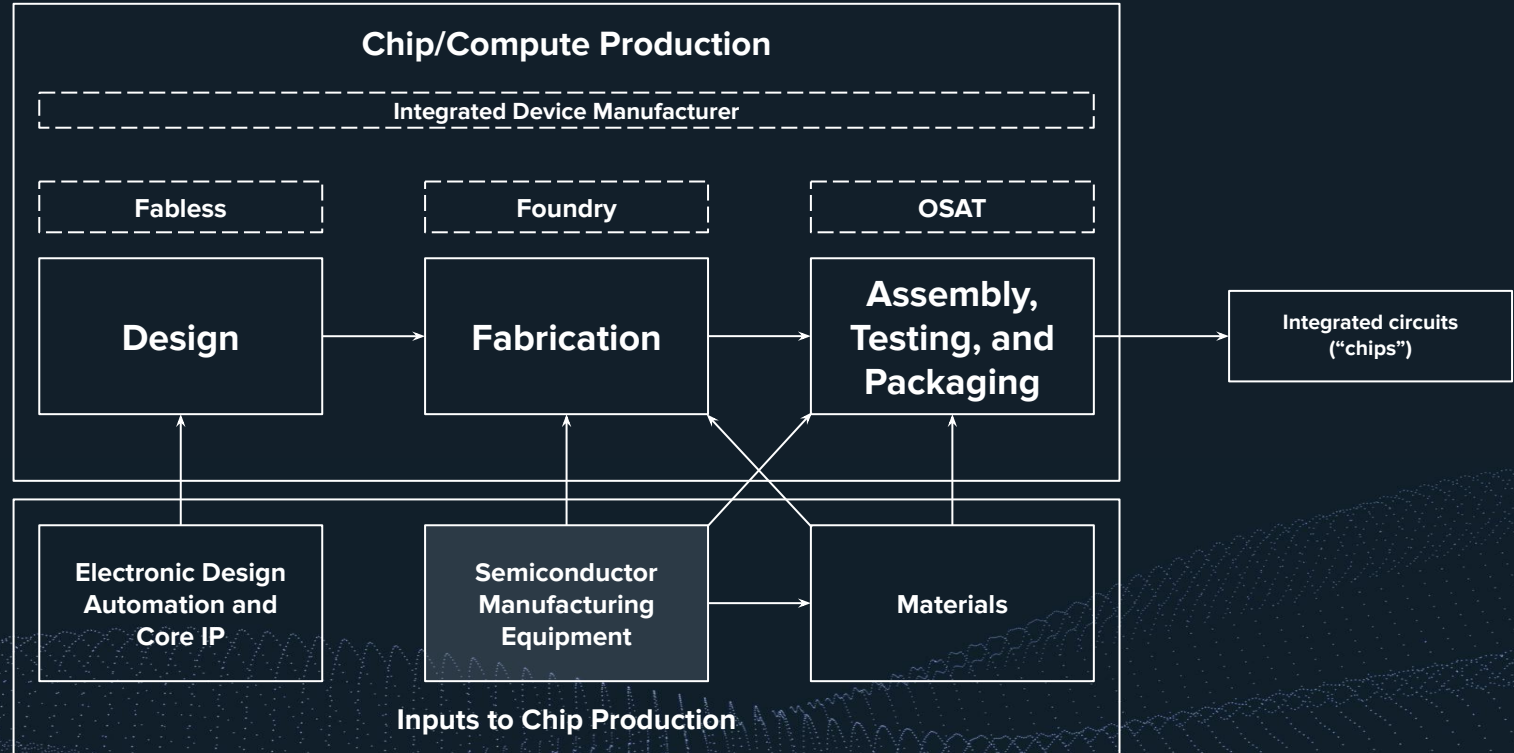 Chip/Compute Production
Integrated Device Manufacturer
Fabless
Foundry
OSAT
Design
Fabrication
Assembly,
Testing, and
Packaging
Integrated circuits
(“chips”)
Electronic Design
Automation and
Core IP
Semiconductor
Manufacturing
Equipment
Materials
Inputs to Chip Production